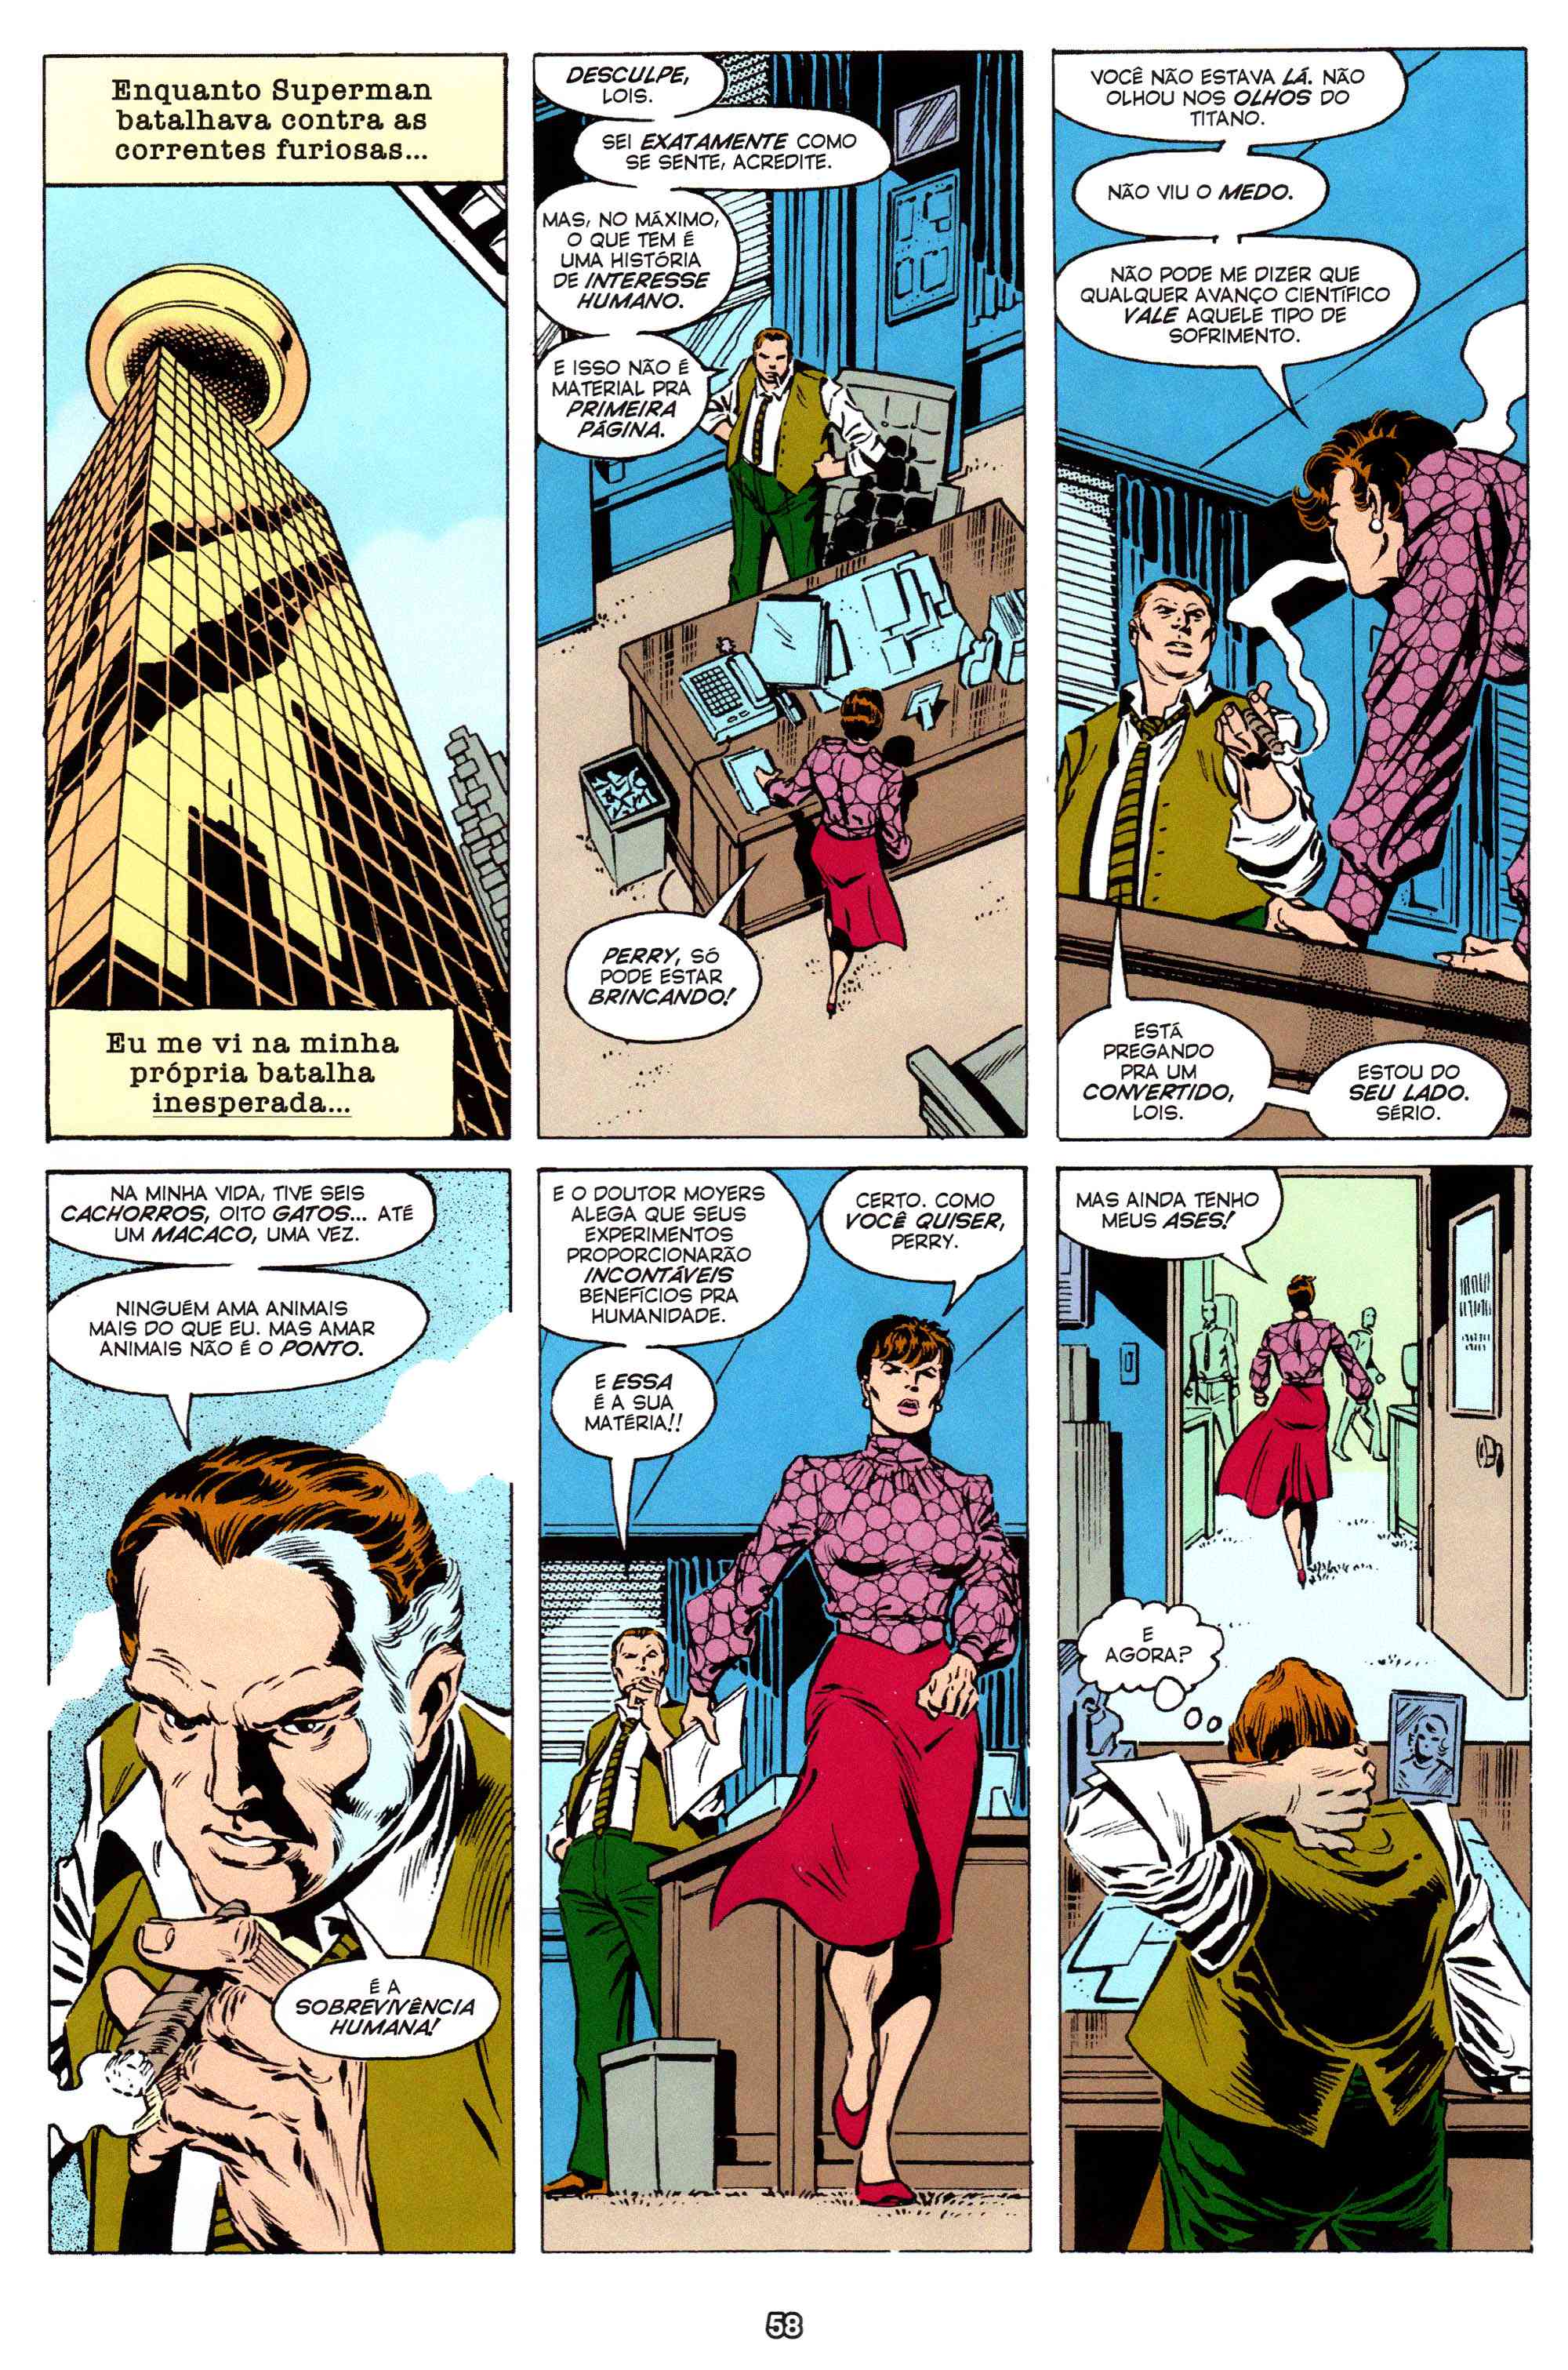 Enquanto Superman
batalhava contra as
correntes furiosas...
Eu me vi na minha
própria batalha
inesperada...
DESCULPE,
LOIS.
SEI EXATAMENTE COMO
SE SENTE, ACREDITE.
MAS, NO MÁXIMO,
O QUE TEM É
UMA HISTÓRIA
DE INTERESSE
HUMANO.
E ISSO NÃO É
MATERIAL PRA
PRIMEIRA
PÁGINA.
PERRY, SÓ
PODE ESTAR
BRINCANDO!
VOCÊ NÃO ESTAVA LÁ. NÃO
OLHOU NOS OLHOS DO
TITANO.
NÃO VIU O MEDO.
NÃO PODE ME DIZER QUE
QUALQUER AVANÇO CIENTÍFICO
VALE AQUELE TIPO DE
SOFRIMENTO.
ESTÁ
PREGANDO
PRA UM
CONVERTIDO,
LOIS.
ESTOU DO
SEU LADO.
SÉRIO.
NA MINHA VIDA, TIVE SEIS
CACHORROS, OITO GATOS... ATÉ
UM MACACO, UMA VEZ.
NINGUÉM AMA ANIMAIS
MAIS DO QUE EU. MAS AMAR
ANIMAIS NÃO É O PONTO.
É A
SOBREVIVÊNCIA
HUMANA!
E O DOUTOR MOYERS
ALEGA QUE SEUS
EXPERIMENTOS
PROPORCIONARÃO
INCONTÁVEIS
BENEFÍCIOS PRA
HUMANIDADE.
E ESSA
É A SUA
MATÉRIA!!
CERTO. COMO
VOCÊ QUISER,
PERRY.
MAS AINDA TENHO
MEUS ASES!
E
AGORA?
58